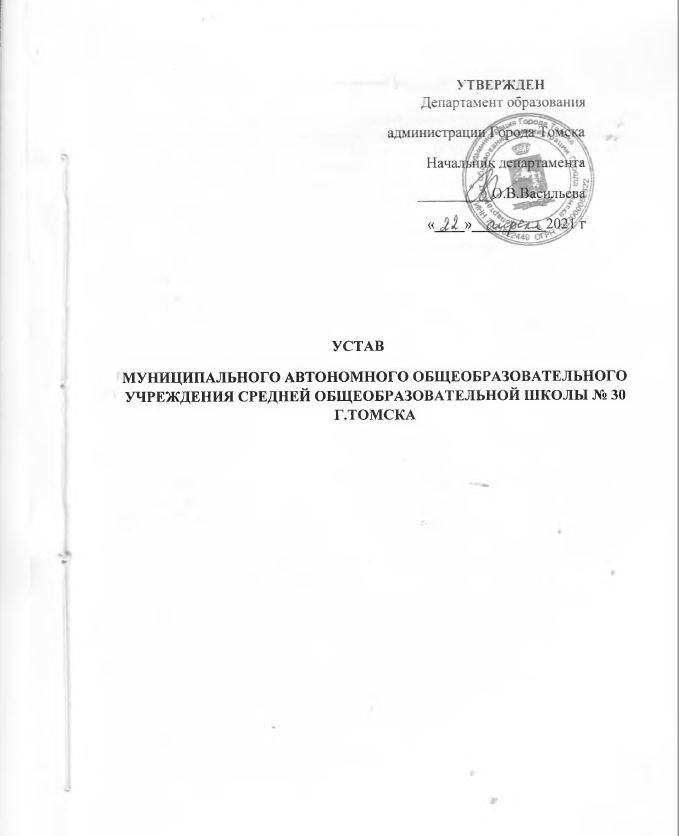 УТВЕРЖДЕН
Департамент образования
администрации Города Томска
Начальник департамента
О.В.Васильева
«22» апреля 2021 г
УСТАВ
МУНИЦИПАЛЬНОГО АВТОНОМНОГО ОБЩЕОБРАЗОВАТЕЛЬНОГО
УЧРЕЖДЕНИЯ СРЕДНЕЙ ОБЩЕОБРАЗОВАТЕЛЬНОЙ ШКОЛЫ № 30
Г.ТОМСКА